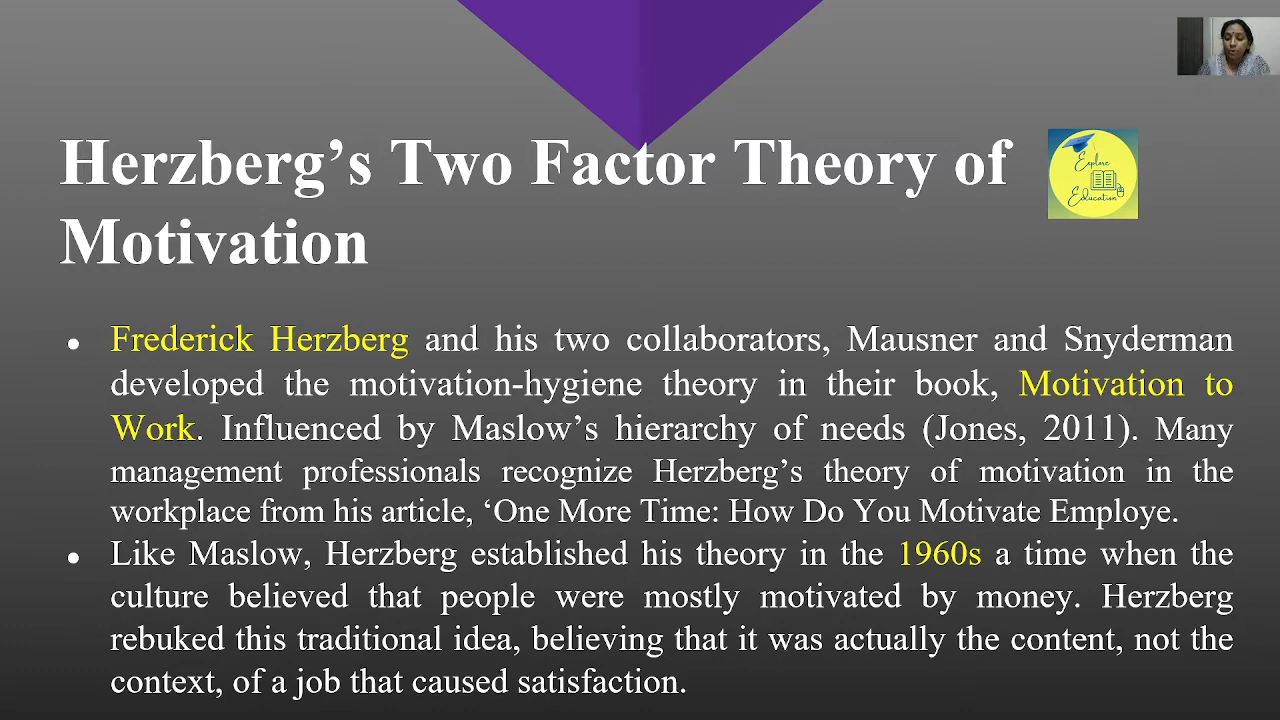 Herzberg’s Two Factor Theory of
Motivation
Explore
Education
● Frederick Herzberg and his two collaborators, Mausner and Snyderman
developed the motivation-hygiene theory in their book, Motivation to
Work. Influenced by Maslow’s hierarchy of needs (Jones, 2011). Many
management professionals recognize Herzberg’s theory of motivation in the
workplace from his article, ‘One More Time: How Do You Motivate Employe.
● Like Maslow, Herzberg established his theory in the 1960s a time when the
culture believed that people were mostly motivated by money. Herzberg
rebuked this traditional idea, believing that it was actually the content, not the
context, of a job that caused satisfaction.